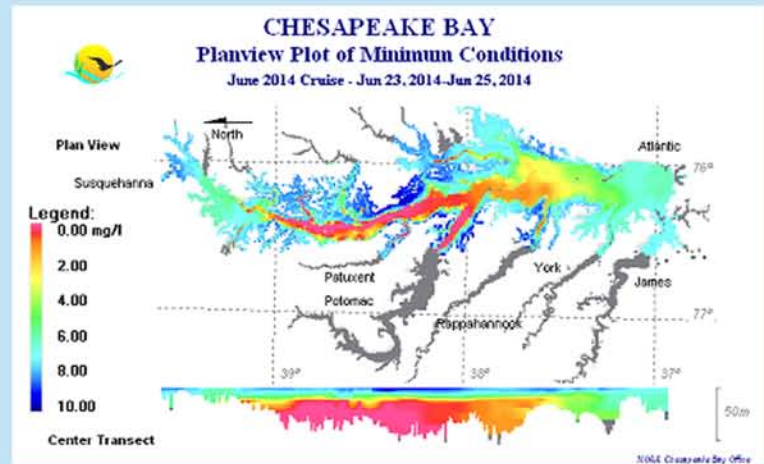 CHESAPEAKE BAY
Planview Plot of Minimum Conditions
June 2014 Cruise - Jun 23, 2014-Jun 25, 2014
North
Plan View
Atlantic
76°
Susquehanna
Legend:
0.00 mg/l
2.00
4.00
6.00
8.00
10.00
Patuxent
York
James
Potomac
Rappahannock
77°
39°
38°
37°
50m
Center Transect
NOAA Chesapeake Bay Office